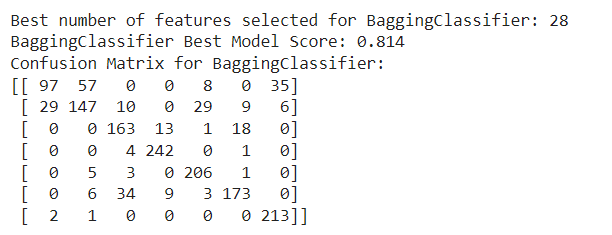 Best number of features selected for BaggingClassifier: 28
BaggingClassifier Best Model Score: 0.814
Confusion Matrix for BaggingClassifier:
[[ 97  57   0   0   8   0  35]
 [ 29 147  10   0  29   9   6]
 [  0   0 163  13   1  18   0]
 [  0   0   4 242   0   1   0]
 [  0   5   3   0 206   1   0]
 [  0   6  34   9   3 173   0]
 [  2   1   0   0   0   0 213]]